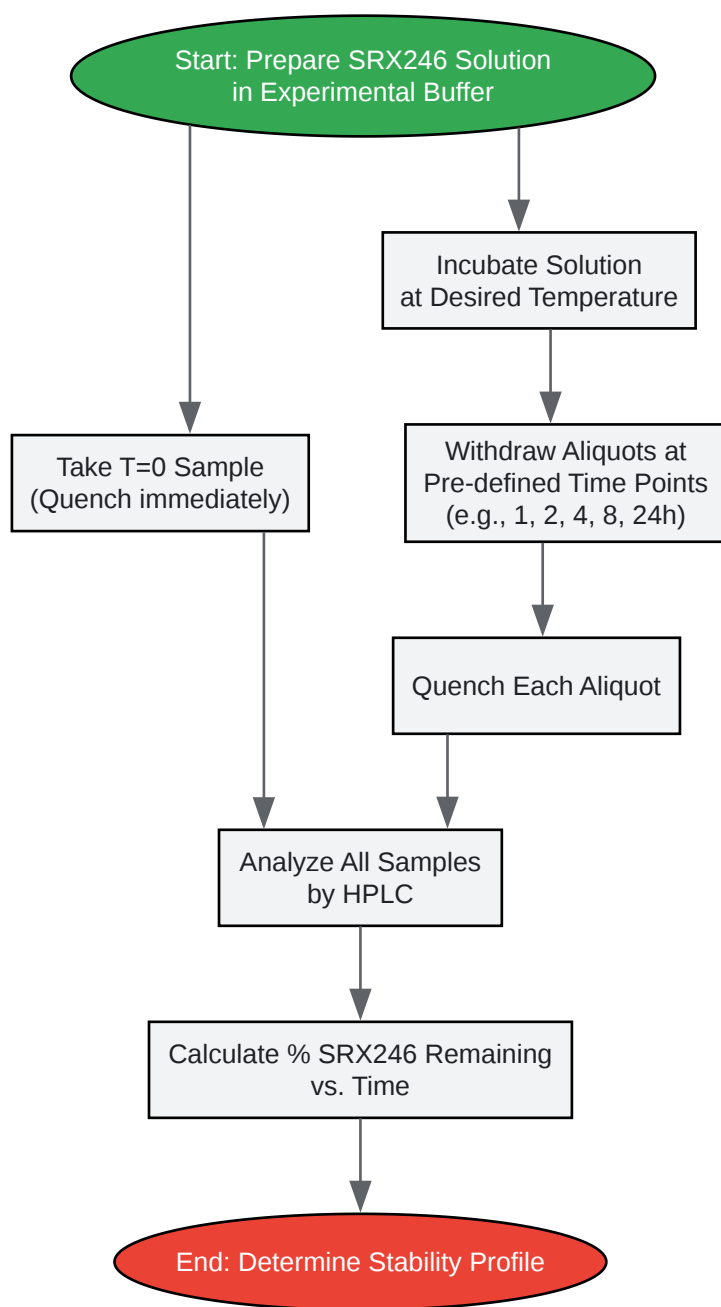 Start: Prepare SRX246 Solution
in Experimental Buffer
Incubate Solution
at Desired Temperature
Take T=0 Sample
(Quench immediately)
Withdraw Aliquots at
Pre-defined Time Points
(e.g., 1, 2, 4, 8, 24h)
Quench Each Aliquot
Analyze All Samples
by HPLC
Calculate % SRX246 Remaining
vs. Time
End: Determine Stability Profile